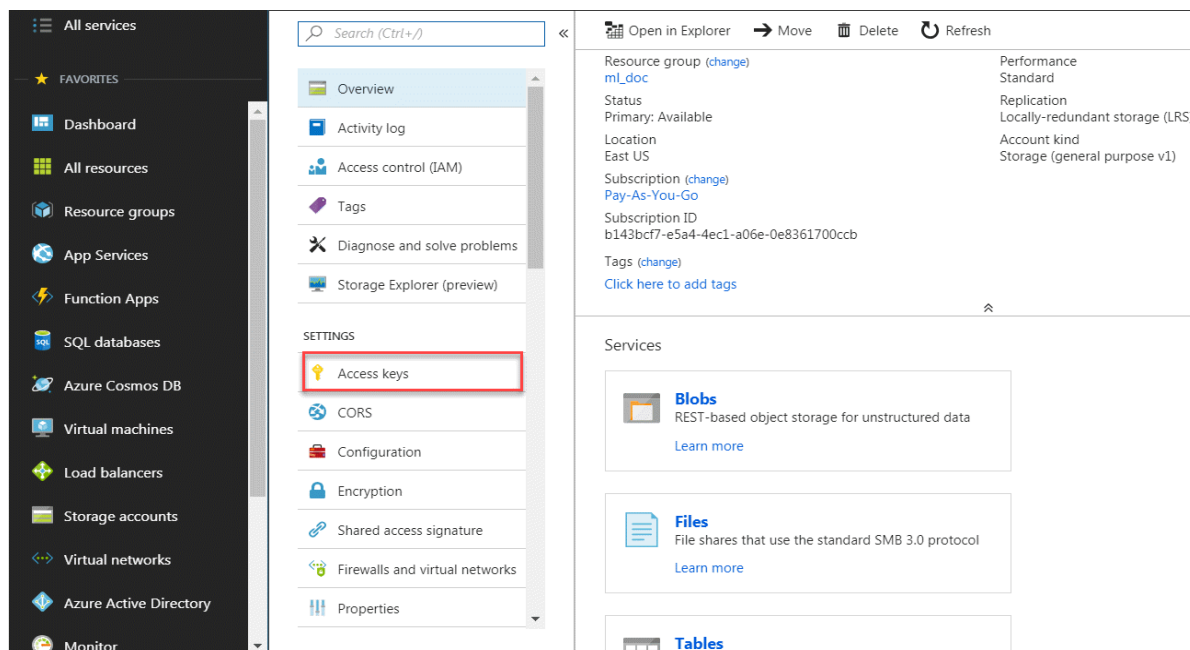 All services
FAVORITES
Dashboard
All resources
Resource groups
App Services
Function Apps
SQL databases
Azure Cosmos DB
Virtual machines
Load balancers
Storage accounts
Virtual networks
Azure Active Directory
Monitor
Search (Ctrl+/)
Overview
Activity log
Access control (IAM)
Tags
Diagnose and solve problems
Storage Explorer (preview)
SETTINGS
Access keys
CORS
Configuration
Encryption
Shared access signature
Firewalls and virtual networks
Properties
Open in Explorer Move Delete Refresh
Resource group (change)
ml_doc
Status
Primary: Available
Location
East US
Subscription (change)
Pay-As-You-Go
Subscription ID
b143bcf7-e5a4-4ec1-a06e-0e8361700ccb
Tags (change)
Click here to add tags
Performance
Standard
Replication
Locally-redundant storage (LRS
Account kind
Storage (general purpose v1)
Services
Blobs
REST-based object storage for unstructured data
Learn more
Files
File shares that use the standard SMB 3.0 protocol
Learn more
Tables